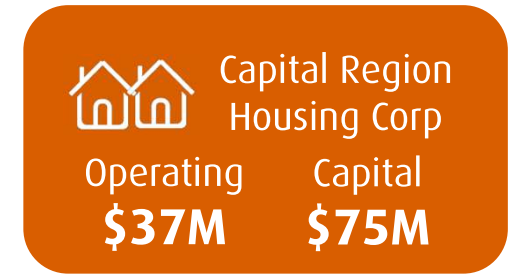 Capital Region
Housing Corp
Operating Capital
$37M $75M